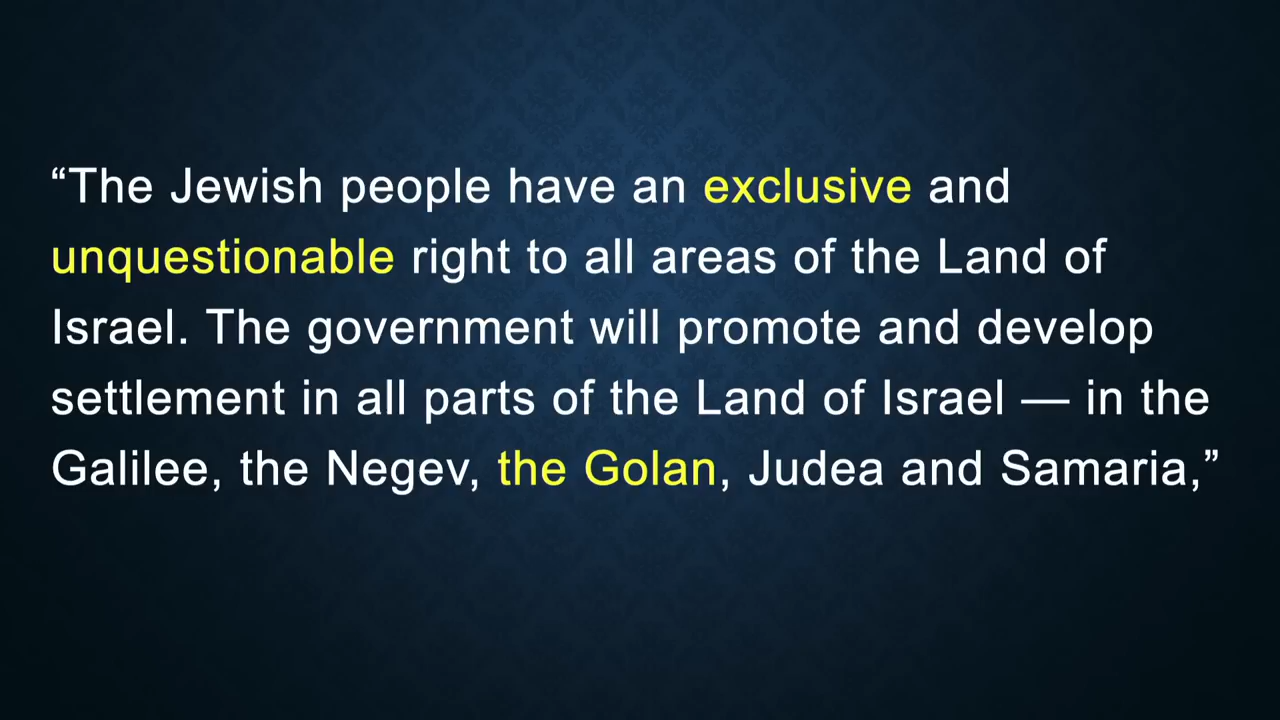 “The Jewish people have an exclusive and
unquestionable right to all areas of the Land of
Israel. The government will promote and develop
settlement in all parts of the Land of Israel — in the
Galilee, the Negev, the Golan, Judea and Samaria,”